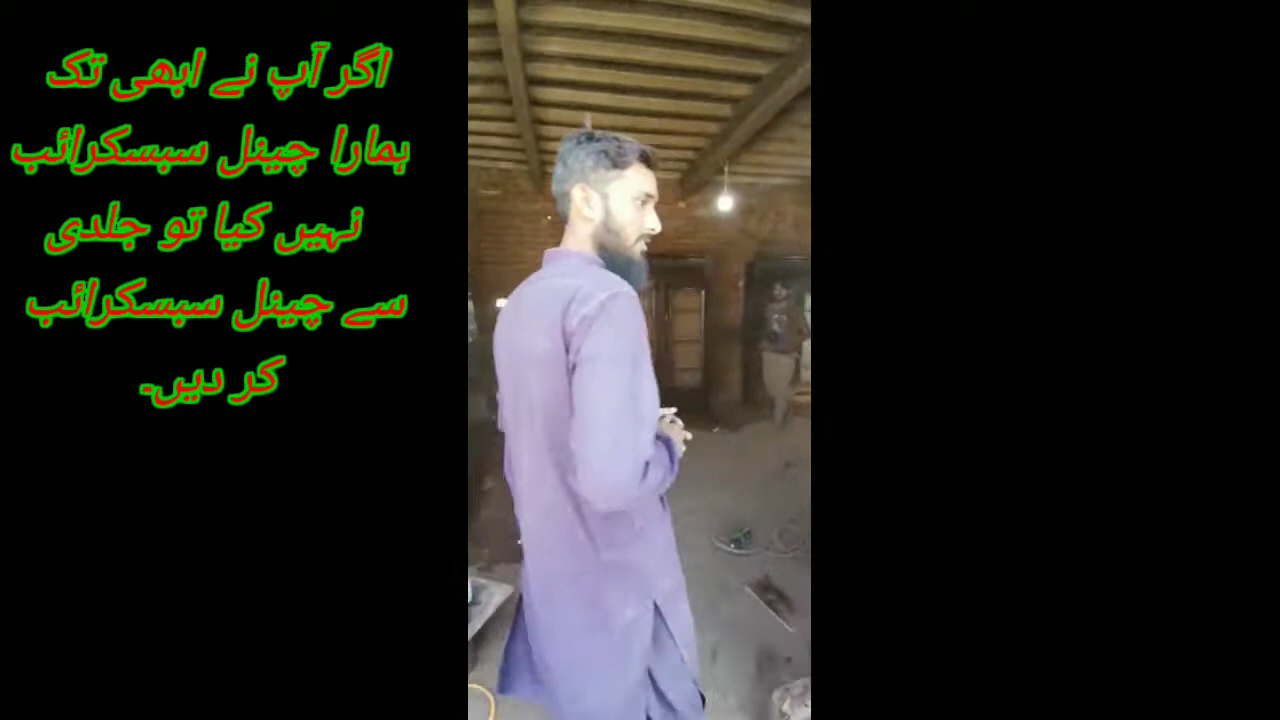 اگر آپ نے ابھی تک
ہمارا چینل سبسکرائب
نہیں کیا تو جلدی
سے چینل سبسکرائب
کر دیں۔